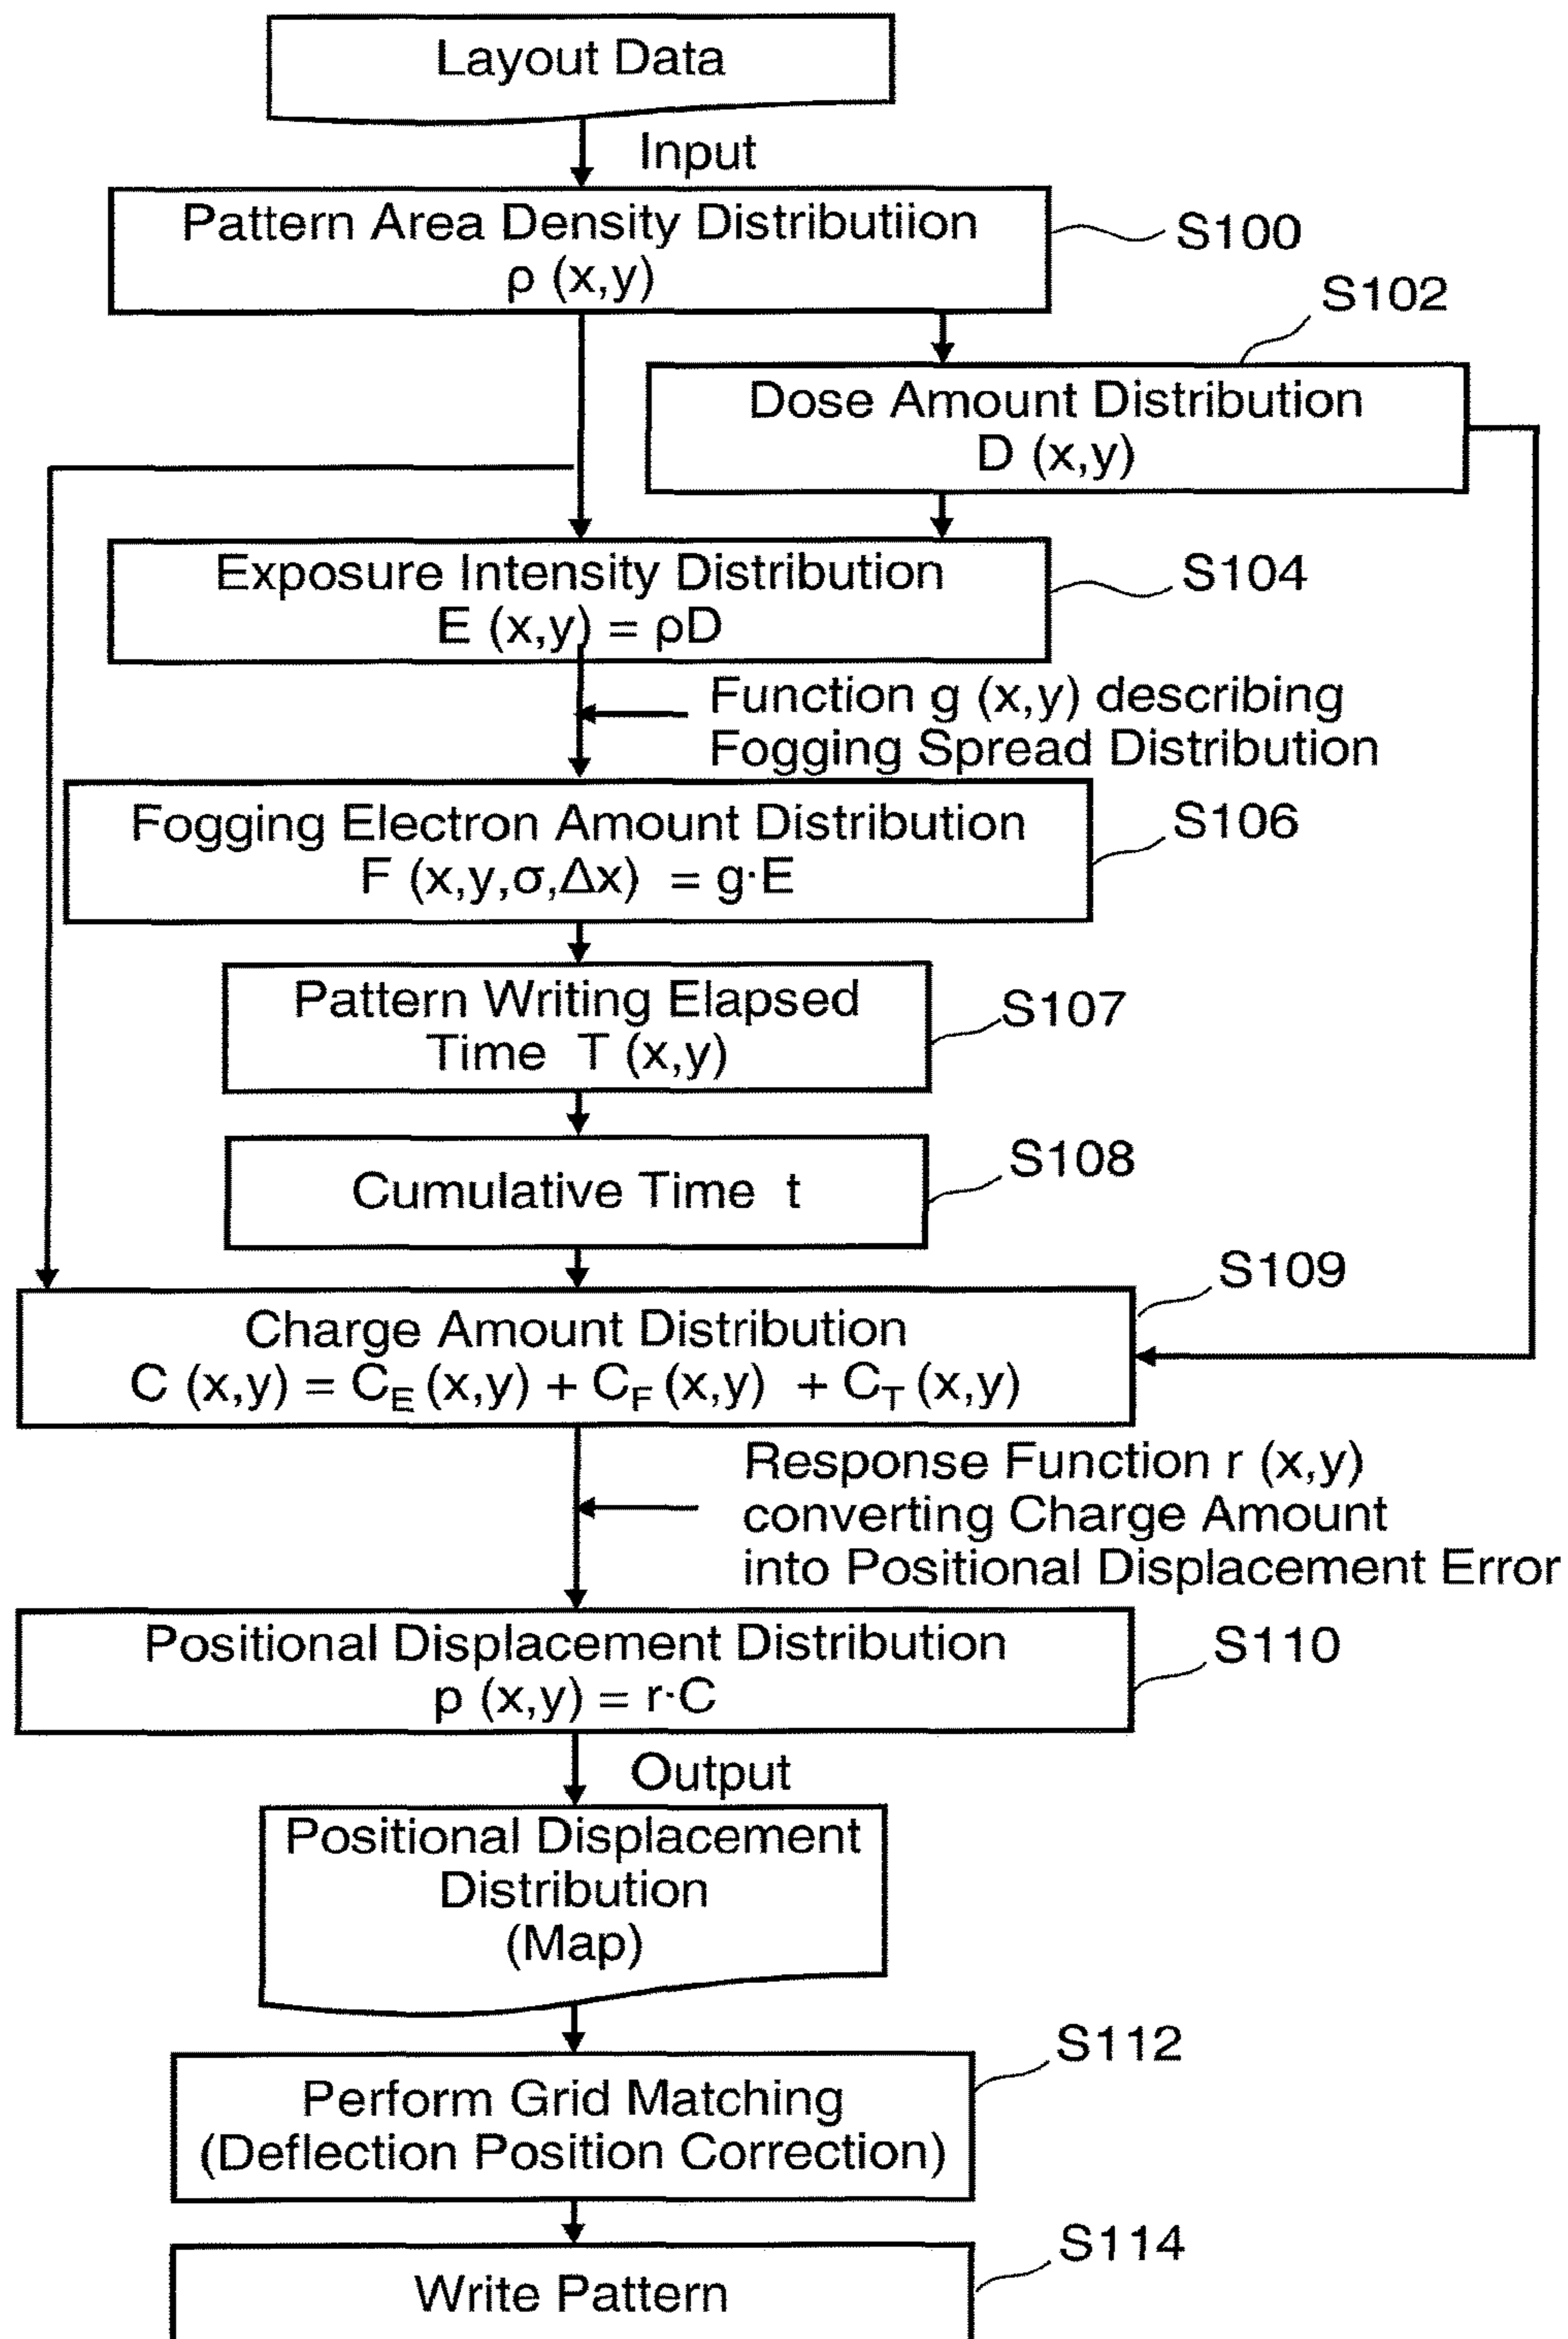 Layout Data
Input
Pattern Area Density Distributiion
ρ (x,y)
S100
S102
Dose Amount Distribution
D (x,y)
Exposure Intensity Distribution
E (x,y) = ρD
S104
Function g (x,y) describing
Fogging Spread Distribution
Fogging Electron Amount Distribution
F (x,y,σ,Δx) = g·E
S106
Pattern Writing Elapsed
Time T (x,y)
S107
Cumulative Time t
S108
S109
Charge Amount Distribution
C (x,y) = C_E (x,y) + C_F (x,y) + C_T (x,y)
Response Function r (x,y)
converting Charge Amount
into Positional Displacement Error
Positional Displacement Distribution
p (x,y) = r·C
S110
Output
Positional Displacement
Distribution
(Map)
S112
Perform Grid Matching
(Deflection Position Correction)
S114
Write Pattern